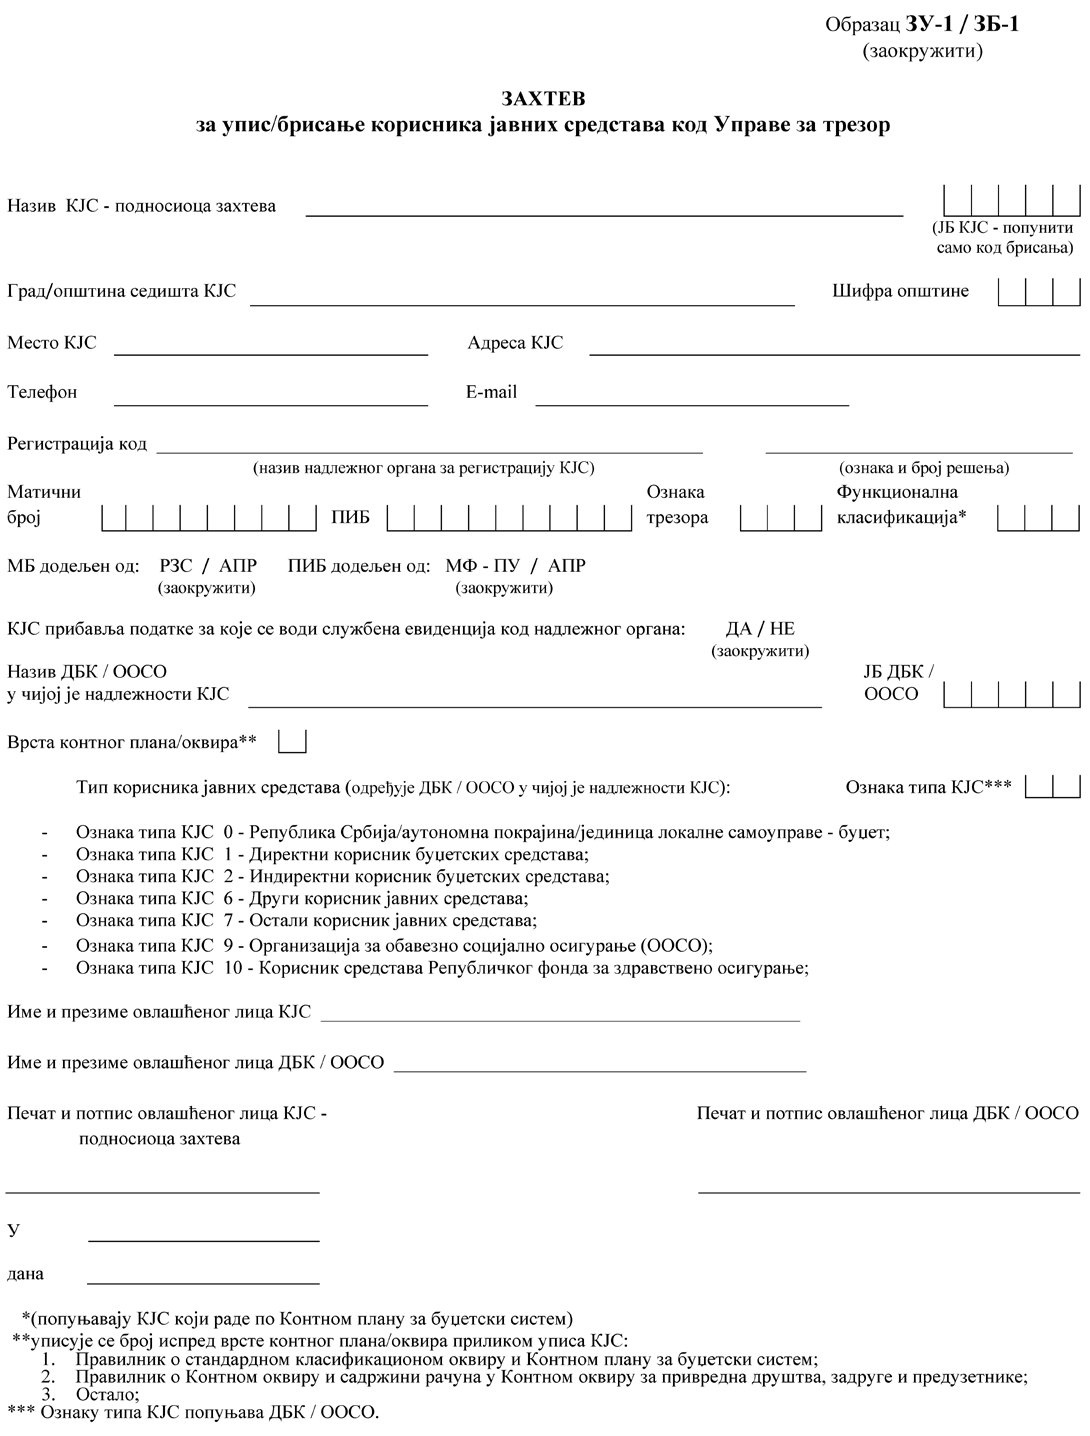 Образац ЗУ-1 / ЗБ-1
(заокружити)
ЗАХТЕВ
за упис/брисање корисника јавних средстава код Управе за трезор
Назив КЈС - подносиоца захтева
(ЈБ КЈС - попунити
само код брисања)
Град/општина седишта КЈС Шифра општине
Место КЈС Адреса КЈС
Телефон E-mail
Регистрација код
(назив надлежног органа за регистрацију КЈС) (ознака и број решења)
Матични Ознака Функционална
број ПИБ трезора класификација*
МБ додељен од: РЗС / АПР ПИБ додељен од: МФ - ПУ / АПР
(заокружити) (заокружити)
КЈС прибавља податке за које се води службена евиденција код надлежног органа: ДА / НЕ
(заокружити)
Назив ДБК / ООСО ЈБ ДБК /
у чијој је надлежности КЈС ООСО
Врста контног плана/оквира**
Тип корисника јавних средстава (одређује ДБК / ООСО у чијој је надлежности КЈС): Ознака типа КЈС***
- Ознака типа КЈС 0 - Република Србија/аутономна покрајина/јединица локалне самоуправе - буџет;
- Ознака типа КЈС 1 - Директни корисник буџетских средстава;
- Ознака типа КЈС 2 - Индиректни корисник буџетских средстава;
- Ознака типа КЈС 6 - Други корисник јавних средстава;
- Ознака типа КЈС 7 - Остали корисник јавних средстава;
- Ознака типа КЈС 9 - Организација за обавезно социјално осигурање (ООСО);
- Ознака типа КЈС 10 - Корисник средстава Републичког фонда за здравствено осигурање;
Име и презиме овлашћеног лица КЈС
Име и презиме овлашћеног лица ДБК / ООСО
Печат и потпис овлашћеног лица КЈС - Печат и потпис овлашћеног лица ДБК / ООСО
подносиоца захтева
У
дана
*(попуњавају КЈС који раде по Контном плану за буџетски систем)
**уписује се број испред врсте контног плана/оквира приликом уписа КЈС:
1. Правилник о стандардном класификационом оквиру и Контном плану за буџетски систем;
2. Правилник о Контном оквиру и садржини рачуна у Контном оквиру за привредна друштва, задруге и предузетнике;
3. Остало;
*** Ознаку типа КЈС попуњава ДБК / ООСО.